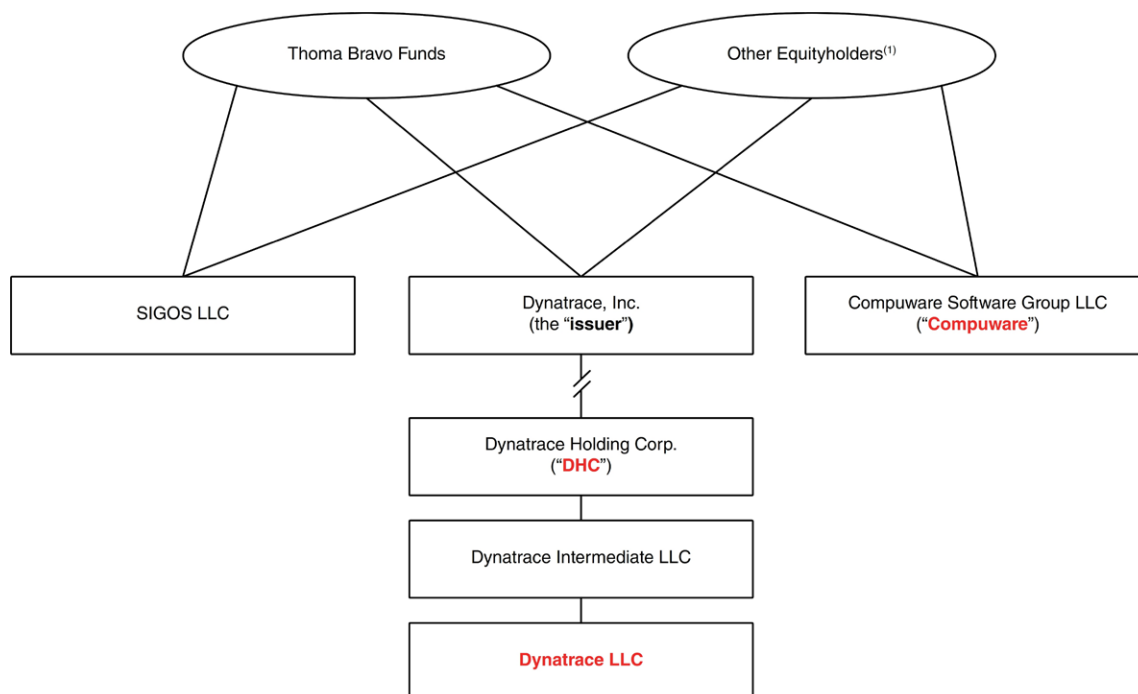 Thoma Bravo Funds
Other Equityholders(1)
SIGOS LLC
Dynatrace, Inc.
(the “issuer”)
Compuware Software Group LLC
(“Compuware”)
Dynatrace Holding Corp.
(“DHC”)
Dynatrace Intermediate LLC
Dynatrace LLC